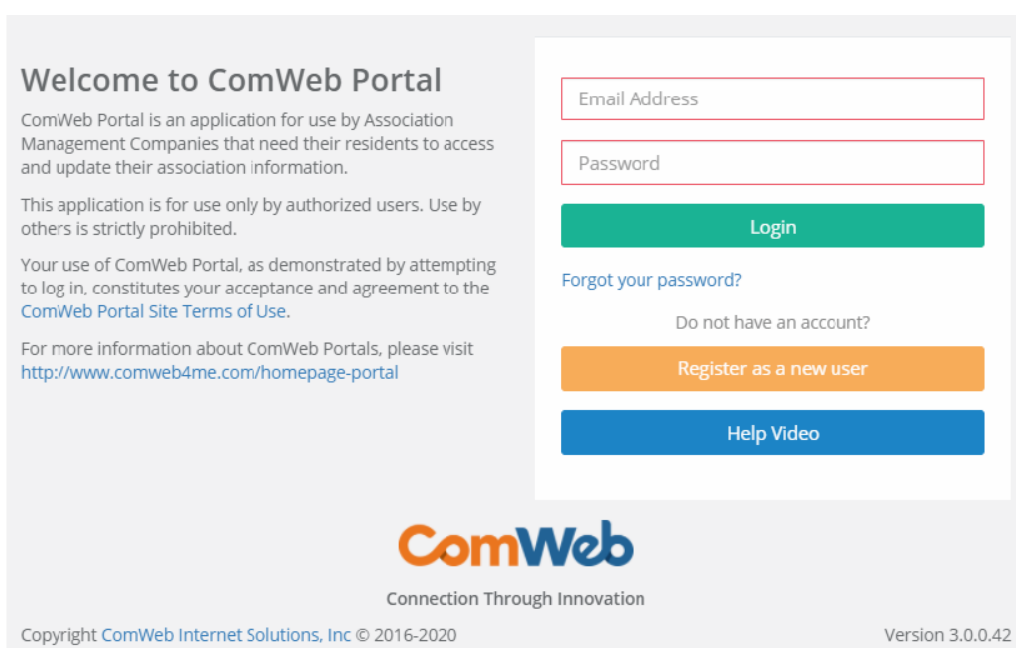 Welcome to ComWeb Portal
ComWeb Portal is an application for use by Association
Management Companies that need their residents to access
and update their association information.
This application is for use only by authorized users. Use by
others is strictly prohibited.
Your use of ComWeb Portal, as demonstrated by attempting
to log in, constitutes your acceptance and agreement to the
ComWeb Portal Site Terms of Use.
For more information about ComWeb Portals, please visit
http://www.comweb4me.com/homepage-portal
Email Address
Password
Login
Forgot your password?
Do not have an account?
Register as a new user
Help Video
ComWeb
Connection Through Innovation
Copyright ComWeb Internet Solutions, Inc © 2016-2020
Version 3.0.0.42